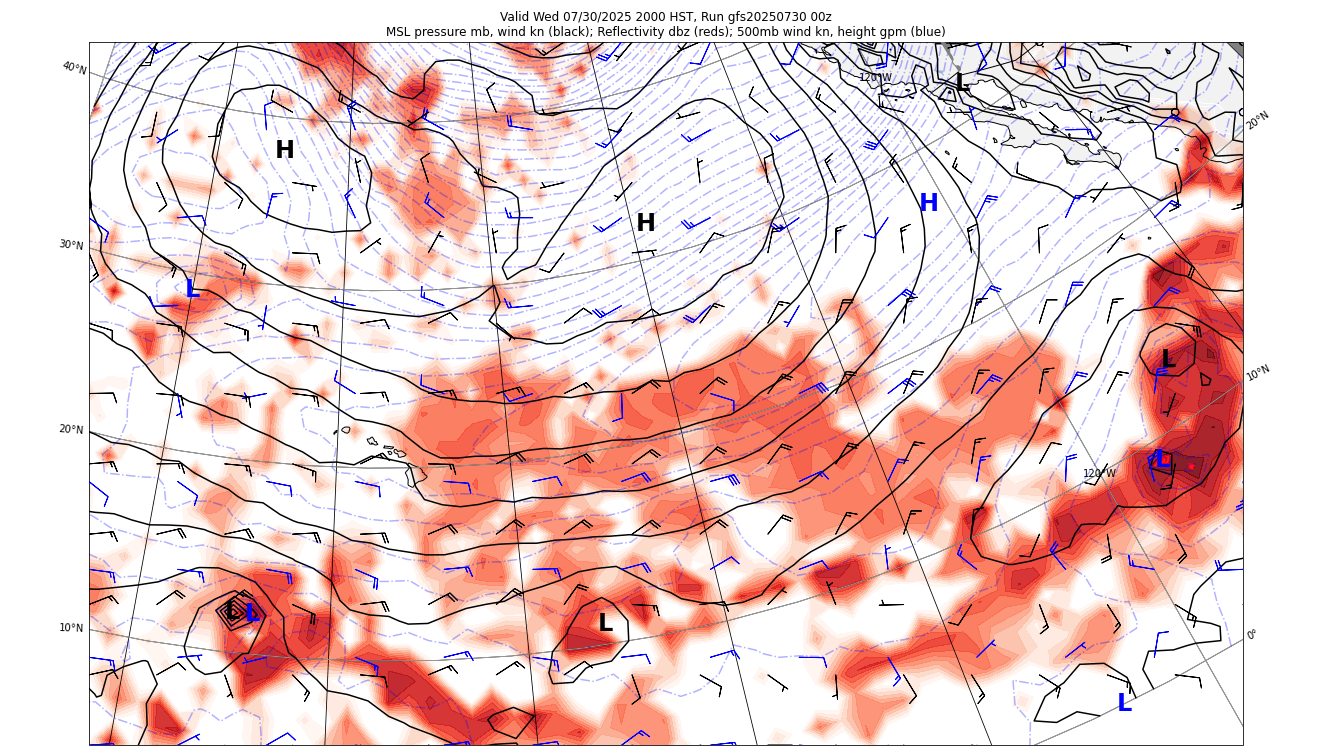 Valid Wed 07/30/2025 2000 HST, Run gfs20250730 00z
MSL pressure mb, wind kn (black); Reflectivity dbz (reds); 500mb wind kn, height gpm (blue)
40°N
120°W
L
20°N
H
H
H
30°N
L
L
10°N
20°N
L
120°W
L
L
L
10°N
0°
L